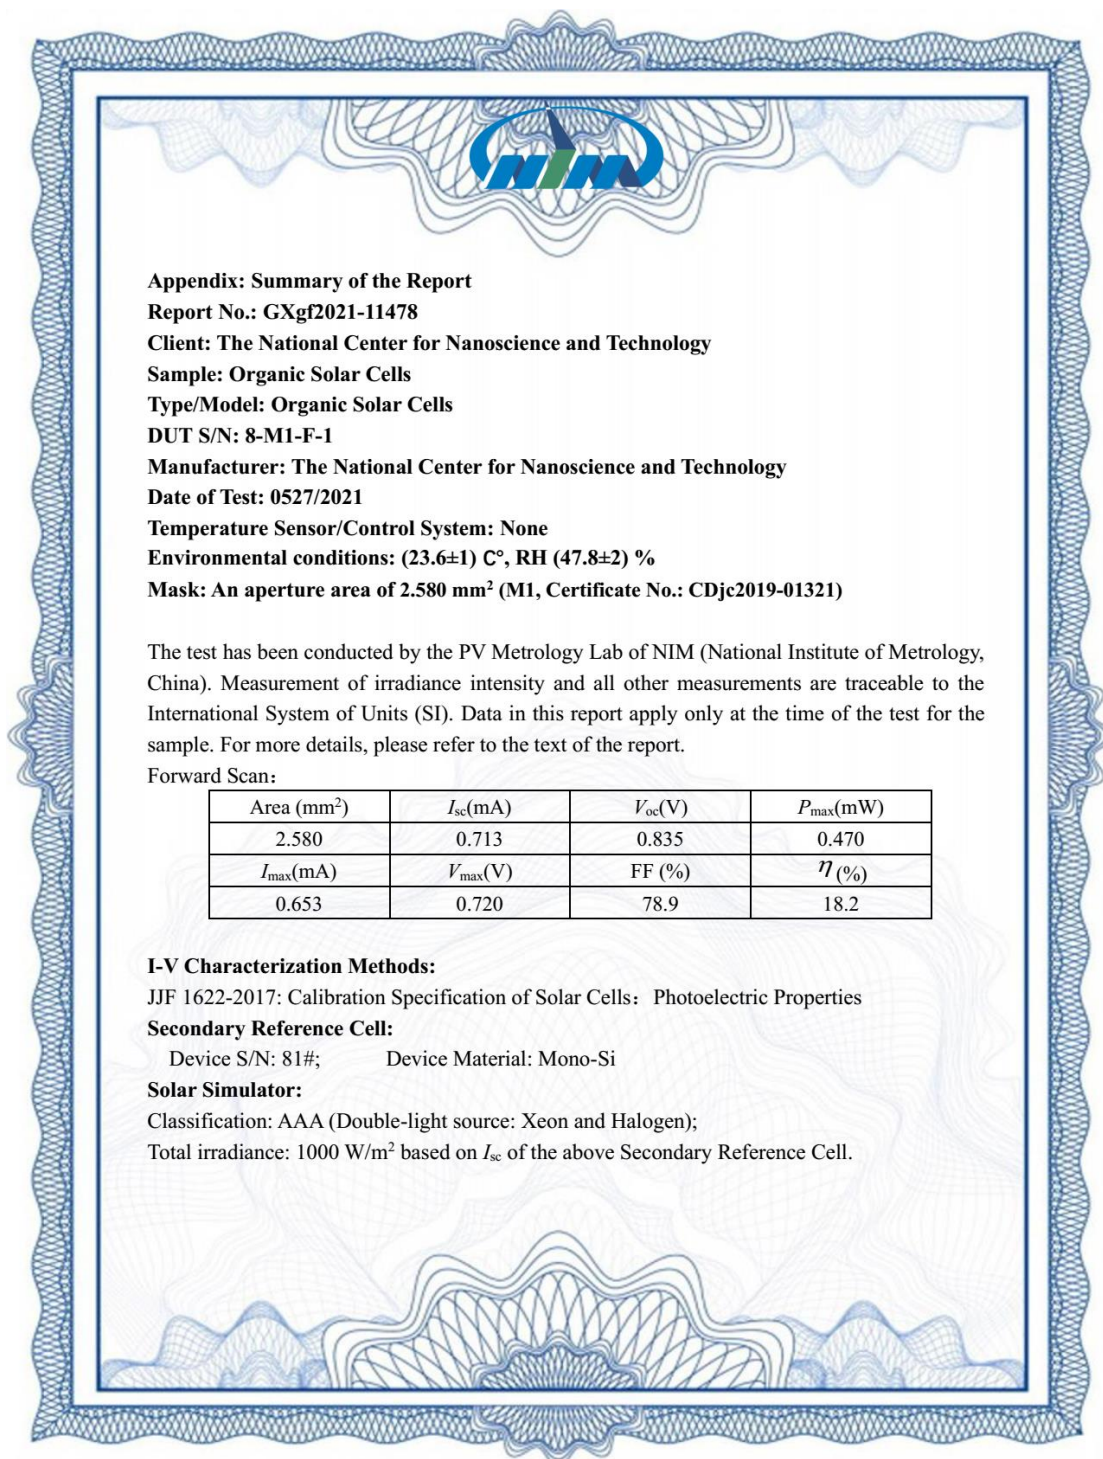 NIM
Appendix: Summary of the Report
Report No.: GXgf2021-11478
Client: The National Center for Nanoscience and Technology
Sample: Organic Solar Cells
Type/Model: Organic Solar Cells
DUT S/N: 8-M1-F-1
Manufacturer: The National Center for Nanoscience and Technology
Date of Test: 0527/2021
Temperature Sensor/Control System: None
Environmental conditions: (23.6±1) C°, RH (47.8±2) %
Mask: An aperture area of 2.580 mm² (M1, Certificate No.: CDjc2019-01321)
The test has been conducted by the PV Metrology Lab of NIM (National Institute of Metrology,
China). Measurement of irradiance intensity and all other measurements are traceable to the
International System of Units (SI). Data in this report apply only at the time of the test for the
sample. For more details, please refer to the text of the report.
Forward Scan：
Area (mm²) Isc(mA) Voc(V) Pmax(mW)
2.580 0.713 0.835 0.470
Imax(mA) Vmax(V) FF (%) η (%)
0.653 0.720 78.9 18.2
I-V Characterization Methods:
JJF 1622-2017: Calibration Specification of Solar Cells：Photoelectric Properties
Secondary Reference Cell:
Device S/N: 81#; Device Material: Mono-Si
Solar Simulator:
Classification: AAA (Double-light source: Xeon and Halogen);
Total irradiance: 1000 W/m² based on Isc of the above Secondary Reference Cell.